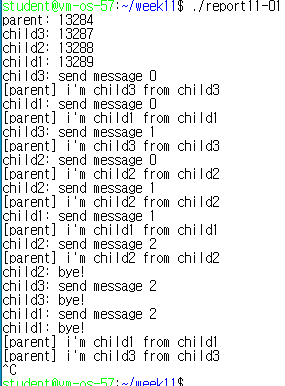 student@vm-os-57:~/week11$ ./report11-01
parent: 13284
child3: 13287
child2: 13288
child1: 13289
child3: send message 0
[parent] i'm child3 from child3
child1: send message 0
[parent] i'm child1 from child1
child3: send message 1
[parent] i'm child3 from child3
child2: send message 0
[parent] i'm child2 from child2
child2: send message 1
[parent] i'm child2 from child2
child1: send message 1
[parent] i'm child1 from child1
child2: send message 2
[parent] i'm child2 from child2
child2: bye!
child3: send message 2
child3: bye!
child1: send message 2
child1: bye!
[parent] i'm child1 from child1
[parent] i'm child3 from child3
^C
student@vm-os-57:~/week11$